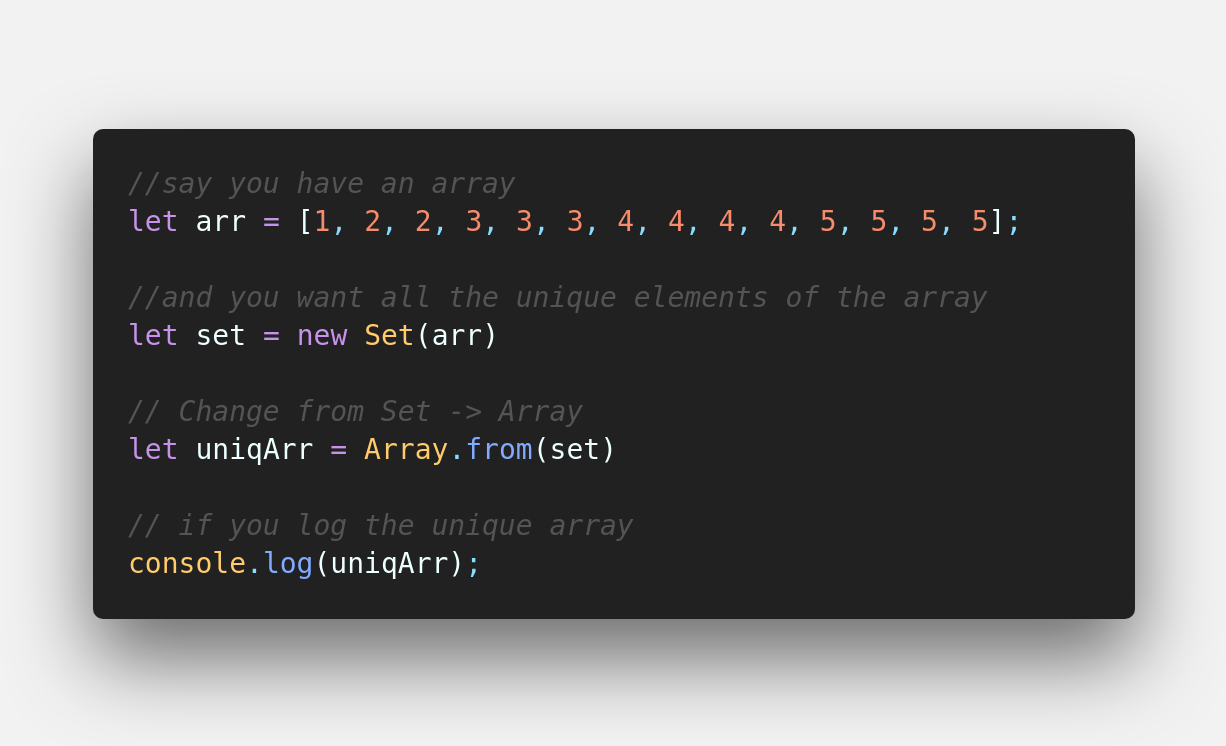 //say you have an array
let arr = [1, 2, 2, 3, 3, 3, 4, 4, 4, 4, 5, 5, 5, 5];
//and you want all the unique elements of the array
let set = new Set(arr)
// Change from Set -> Array
let uniqArr = Array.from(set)
// if you log the unique array
console.log(uniqArr);